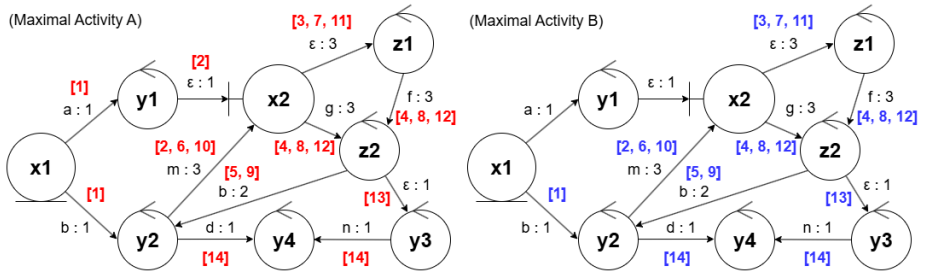 (Maximal Activity A)
[3, 7, 11]
ε : 3
z1
[2]
ε : 1
[1]
a : 1
y1
x2
f : 3
[4, 8, 12]
g : 3
[4, 8, 12]
z2
x1
[2, 6, 10]
m : 3
[5, 9]
b : 2
[1]
b : 1
ε : 1
[13]
y2
d : 1
[14]
y4
n : 1
[14]
y3
(Maximal Activity B)
[3, 7, 11]
ε : 3
z1
ε : 1
a : 1
y1
x2
f : 3
[4, 8, 12]
g : 3
[4, 8, 12]
z2
x1
[2, 6, 10]
m : 3
[5, 9]
b : 2
[1]
b : 1
ε : 1
[13]
y2
d : 1
[14]
y4
n : 1
[14]
y3